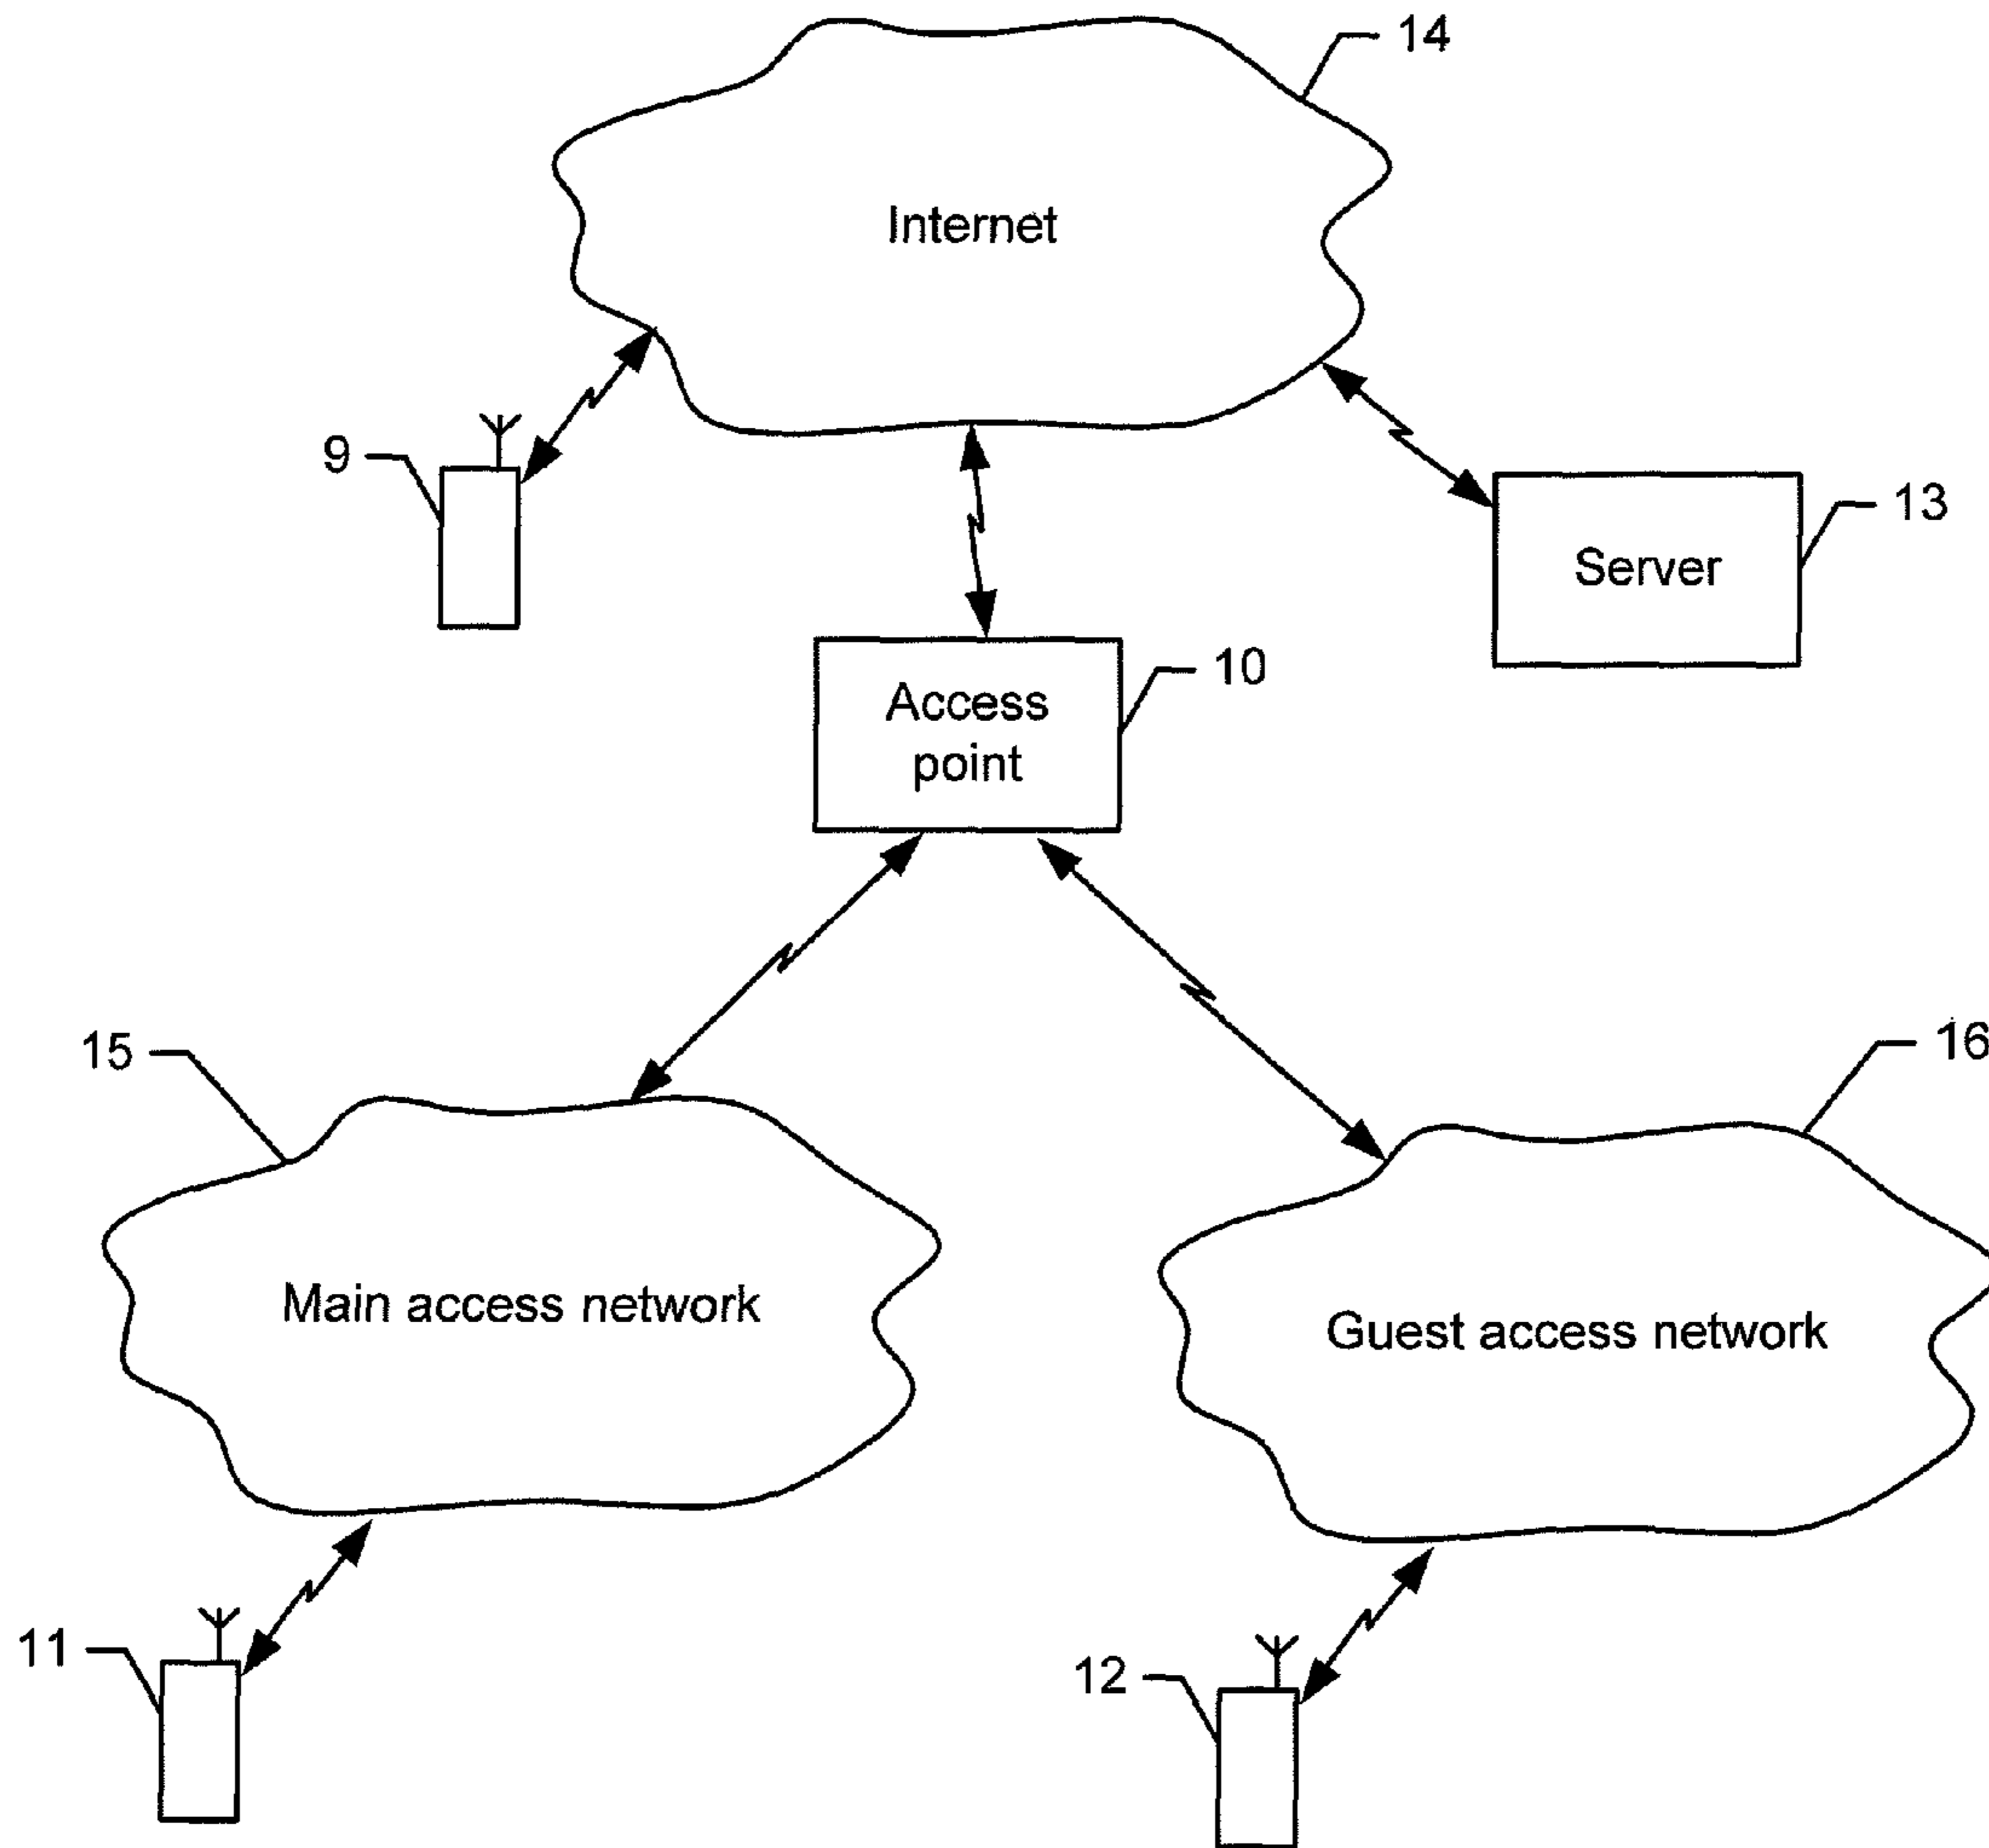 14
Internet
9
13
Server
10
Access
point
15
16
Main access network
Guest access network
11
12